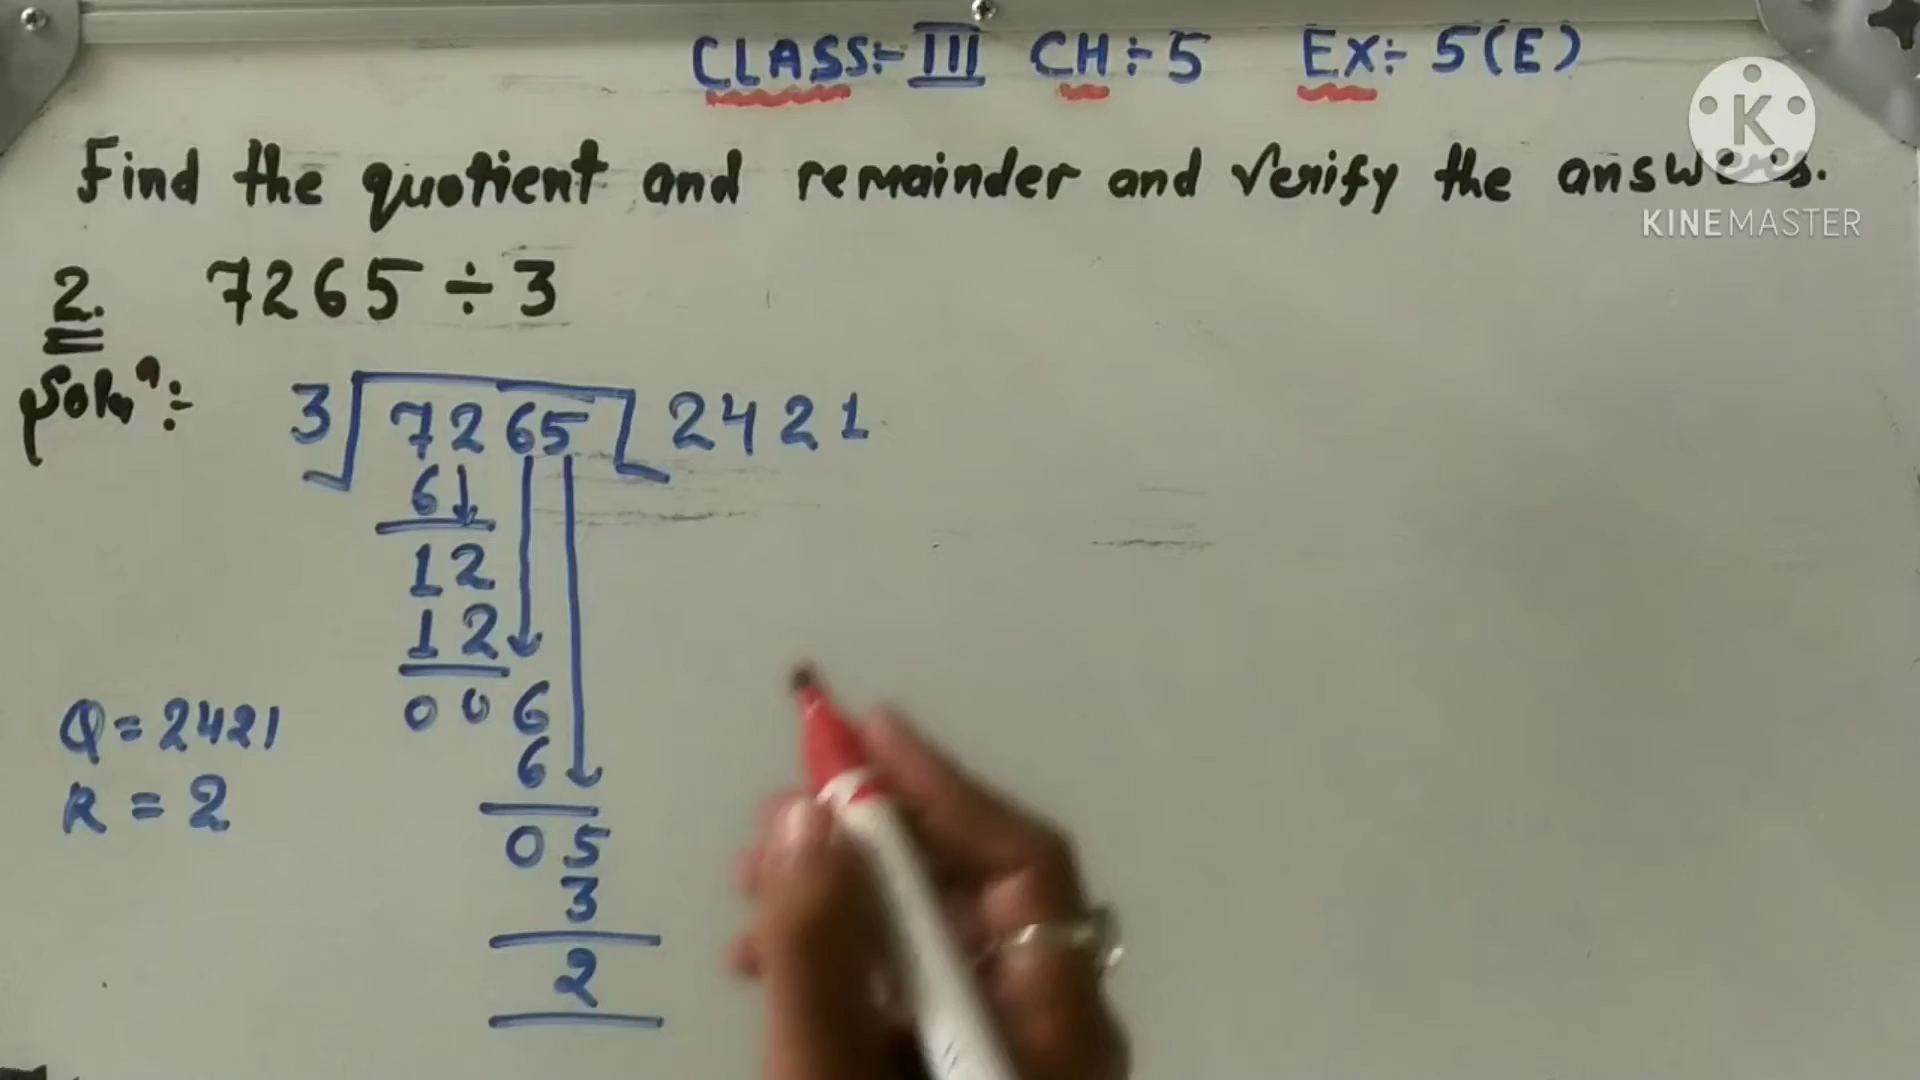 CLASS:- III CH:- 5 EX:- 5(E)
Find the quotient and remainder and verify the answers.
K
KINEMASTER
2. 7265 ÷ 3
Solnⁿ:-
3 7265 2421
6
12
12
006
6
05
3
2
Q = 2421
R = 2